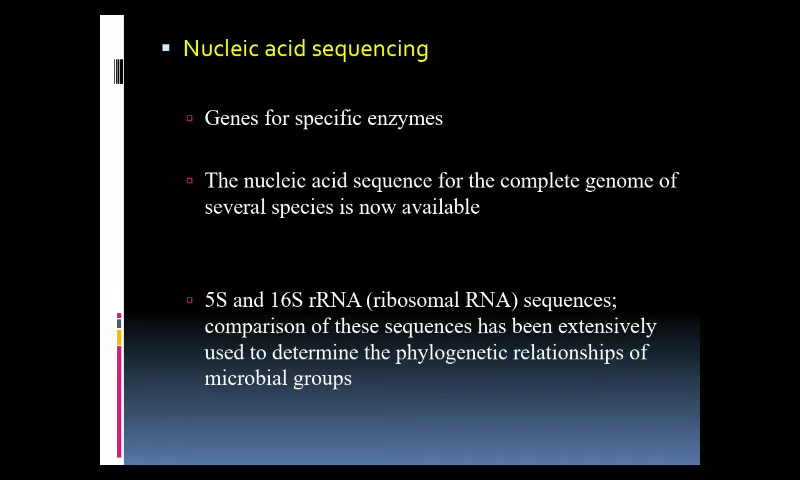 Nucleic acid sequencing
Genes for specific enzymes
The nucleic acid sequence for the complete genome of
several species is now available
5S and 16S rRNA (ribosomal RNA) sequences;
comparison of these sequences has been extensively
used to determine the phylogenetic relationships of
microbial groups